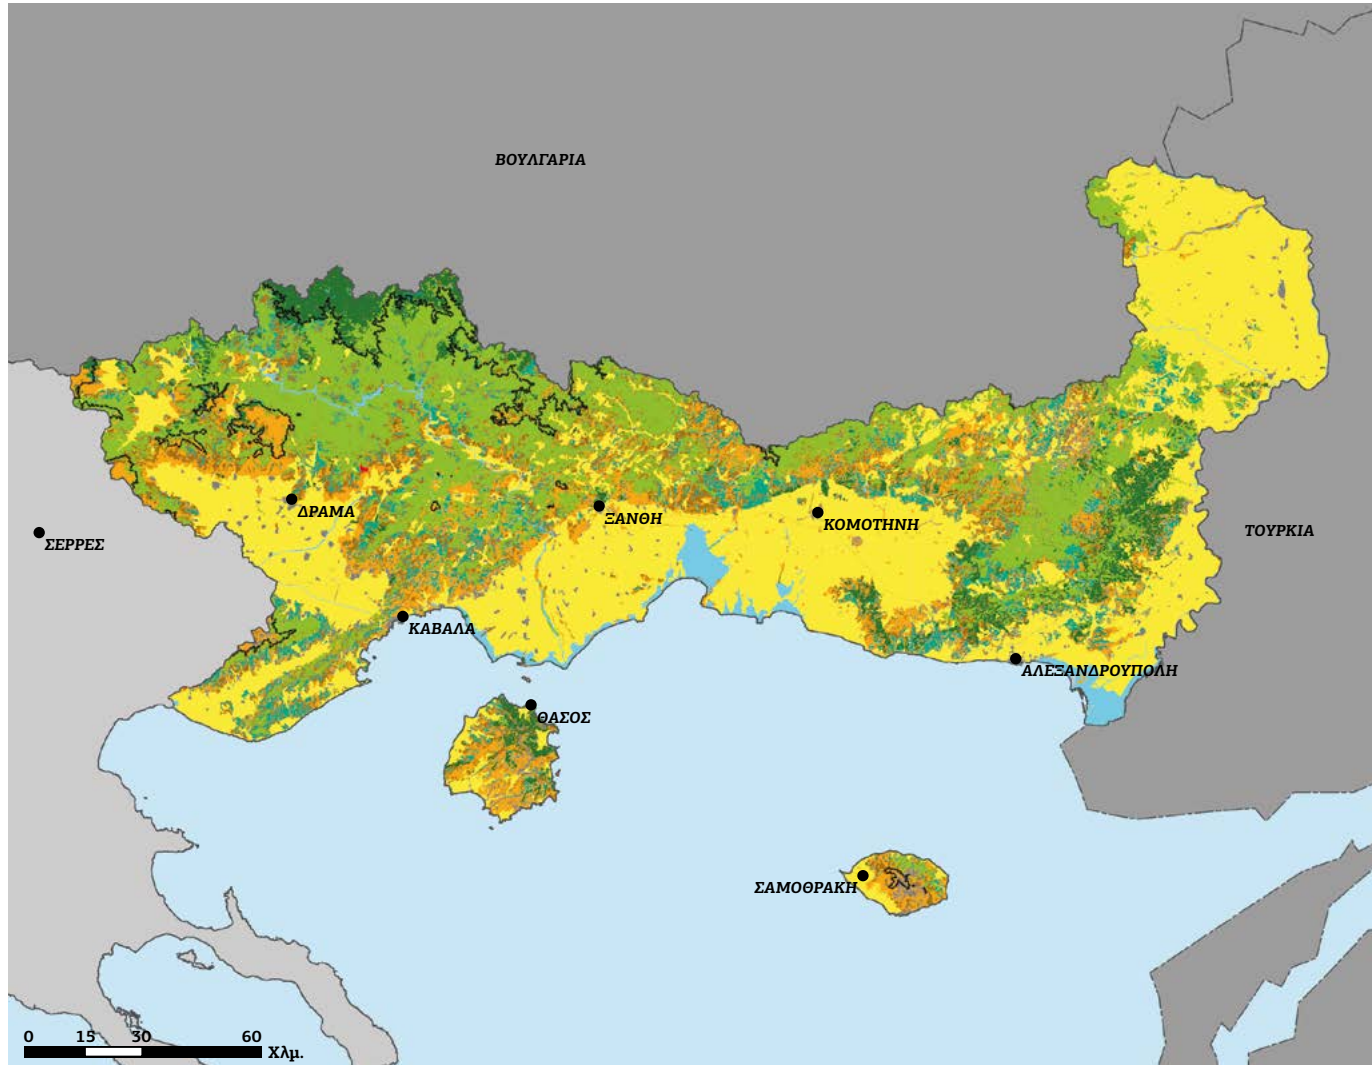 ΒΟΥΛΓΑΡΙΑ
ΔΡΑΜΑ
ΞΑΝΘΗ
ΚΟΜΟΤΗΝΗ
ΣΕΡΡΕΣ
ΤΟΥΡΚΙΑ
ΚΑΒΑΛΑ
ΑΛΕΞΑΝΔΡΟΥΠΟΛΗ
ΘΑΣΟΣ
ΣΑΜΟΘΡΑΚΗ
0 15 30 60
Χλμ.